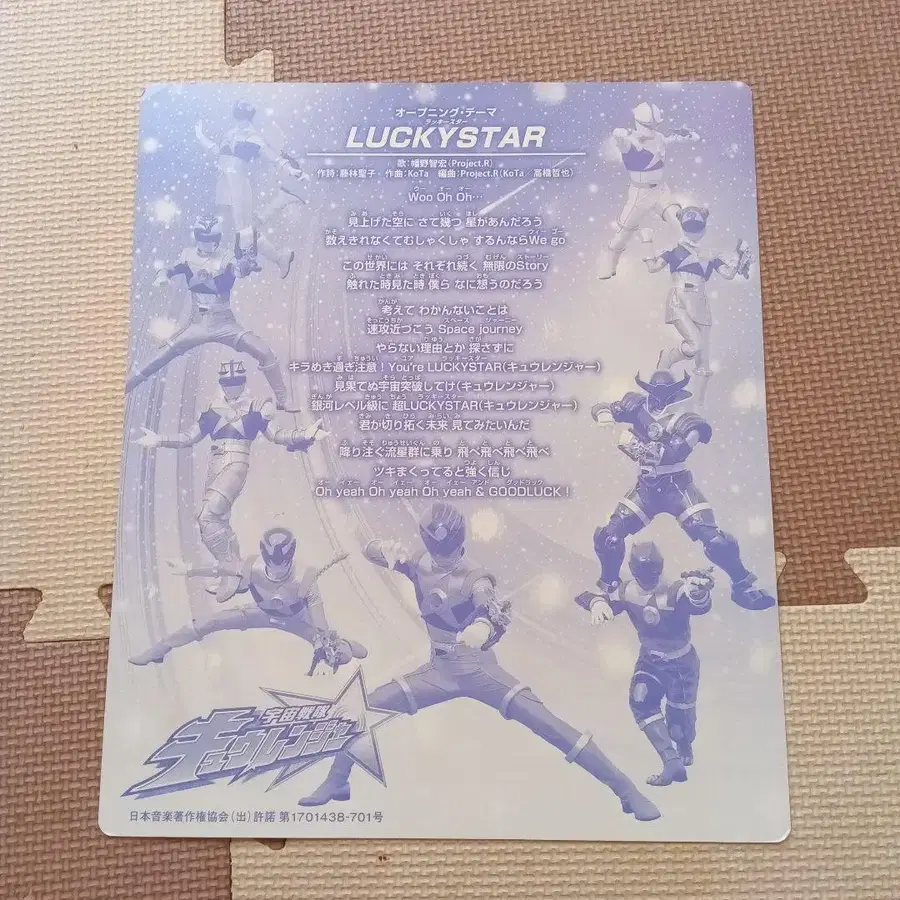 オープニング・テーマ
ラッキースター
LUCKYSTAR
歌：幡野智宏(Project.R)
作詩：藤林聖子 作曲：KoTa 編曲：Project.R(KoTa／高橋哲也)
Woo Oh Oh…
見上げた空に さて幾つ 星があんだろう
数えきれなくてむしゃくしゃ するんならWe go
この世界には それぞれ続く 無限のStory
触れた時見た時 僕ら なに想うのだろう
考えて わかんないことは
速攻近づこう Space journey
やらない理由とか 探さずに
キラめき過ぎ注意！You're LUCKYSTAR(キュウレンジャー)
見果てぬ宇宙突破してけ(キュウレンジャー)
銀河レベル級に 超LUCKYSTAR(キュウレンジャー)
君が切り拓く未来 見てみたいんだ
降り注ぐ流星群に乗り 飛べ飛べ飛べ飛べ
ツキまくってると強く信じ
Oh yeah Oh yeah Oh yeah & GOODLUCK！
宇宙戦隊
キュウレンジャー
日本音楽著作権協会(出)許諾 第1701438-701号